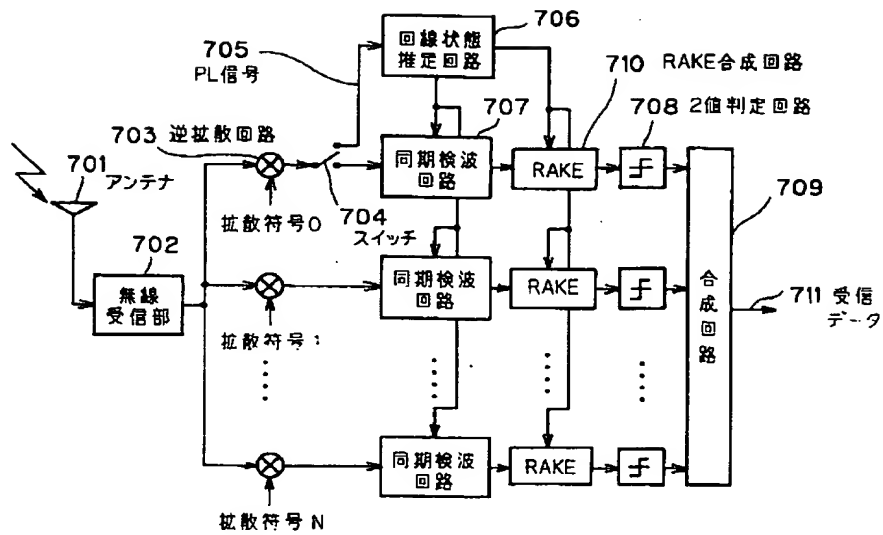 706
回線状態
推定回路
705
PL信号
710 RAKE合成回路
707
708 2値判定回路
703 逆拡散回路
701 アンテナ
同期検波
回路
RAKE
709
拡散符号0
704
スイッチ
702
無線
受信部
同期検波
回路
RAKE
合成回路
711 受信
データ
拡散符号1
同期検波
回路
RAKE
拡散符号N